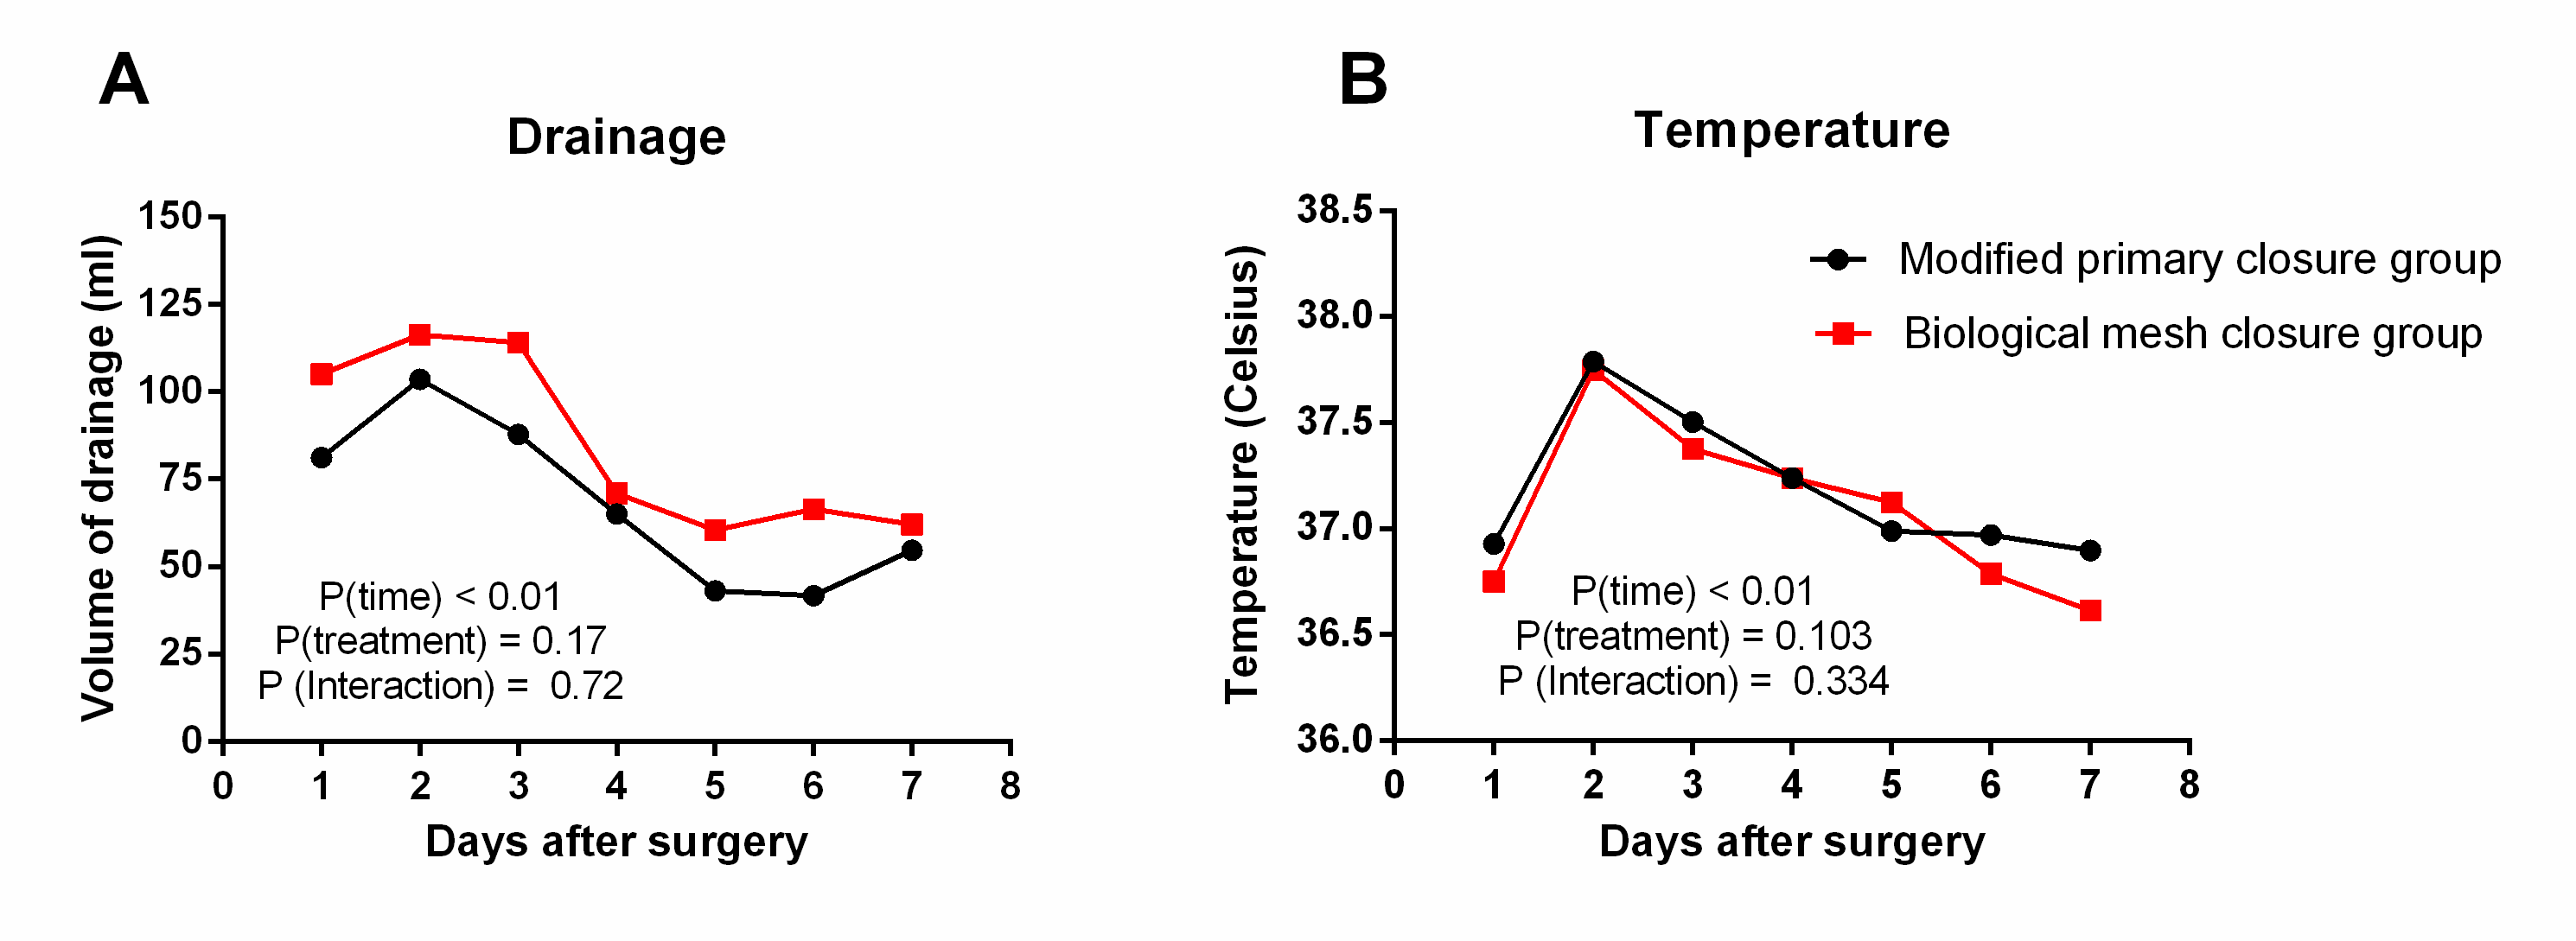 A
Drainage
Volume of drainage (ml)
150
125
100
75
50
25
0
P(time) < 0.01
P(treatment) = 0.17
P (Interaction) =  0.72
0 1 2 3 4 5 6 7 8
Days after surgery
B
Temperature
Temperature (Celsius)
38.5
38.0
37.5
37.0
36.5
36.0
Modified primary closure group
Biological mesh closure group
P(time) < 0.01
P(treatment) = 0.103
P (Interaction) =  0.334
0 1 2 3 4 5 6 7 8
Days after surgery